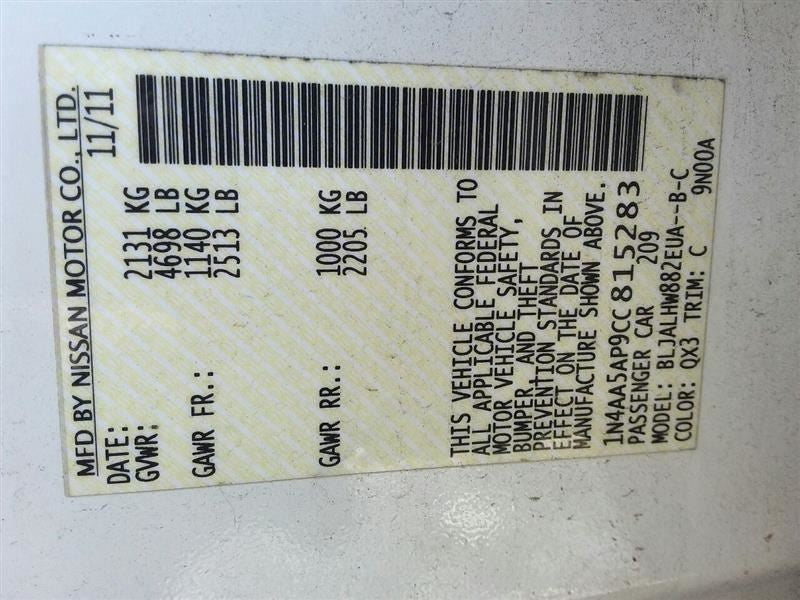 MFD BY NISSAN MOTOR CO., LTD.
DATE: 11/11
GVWR: 2131 KG
4698 LB
GAWR FR.: 1140 KG
2513 LB
GAWR RR.: 1000 KG
2205 LB
THIS VEHICLE CONFORMS TO
ALL APPLICABLE FEDERAL
MOTOR VEHICLE SAFETY,
BUMPER, AND THEFT
PREVENTION STANDARDS IN
EFFECT ON THE DATE OF
MANUFACTURE SHOWN ABOVE.
1N4AA5AP9CC815283
PASSENGER CAR 209
MODEL: BLJALHW882EUA--B-C
COLOR: QX3 TRIM: C 9N00A